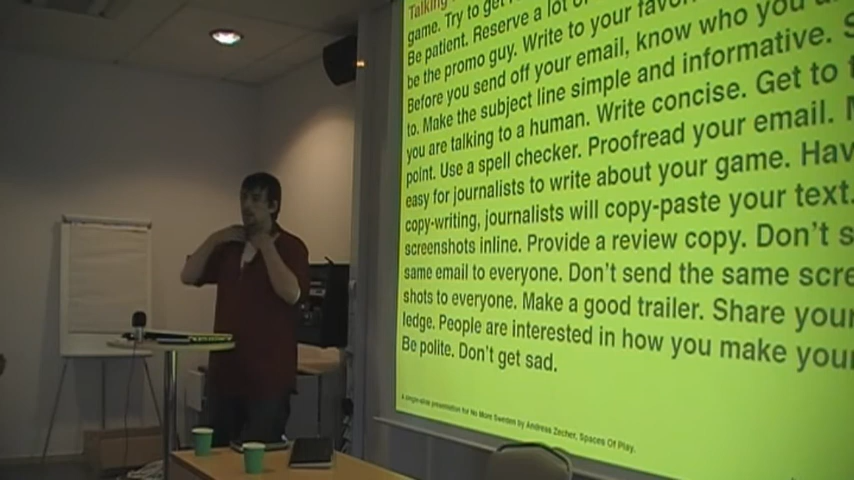 Talking
game. Try to get
Be patient. Reserve a lot of
be the promo guy. Write to your favor
Before you send off your email, know who you a
to. Make the subject line simple and informative. S
you are talking to a human. Write concise. Get to t
point. Use a spell checker. Proofread your email. M
easy for journalists to write about your game. Hav
copy-writing, journalists will copy-paste your text.
screenshots inline. Provide a review copy. Don't s
same email to everyone. Don't send the same scre
shots to everyone. Make a good trailer. Share your
ledge. People are interested in how you make your
Be polite. Don't get sad.
A single-slide presentation for No More Sweden by Andreas Zecher, Spaces Of Play.